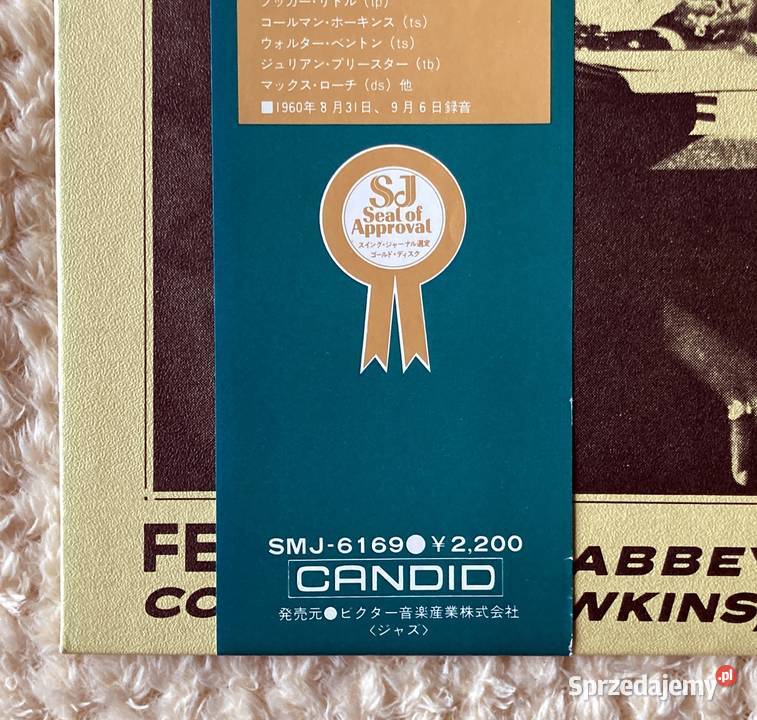 ブッカー・リトル（tp）
コールマン・ホーキンス（ts）
ウォルター・ベントン（ts）
ジュリアン・プリースター（tb）
マックス・ローチ（ds）他
■1960年8月31日、9月6日録音
SJ
Seal of
Approval
スイング・ジャーナル選定
ゴールド・ディスク
SMJ-6169●¥2,200
CANDID
発売元●ビクター音楽産業株式会社
〈ジャズ〉
FE
ABBEY
CO
WKINS,
Sprzedajemy.pl